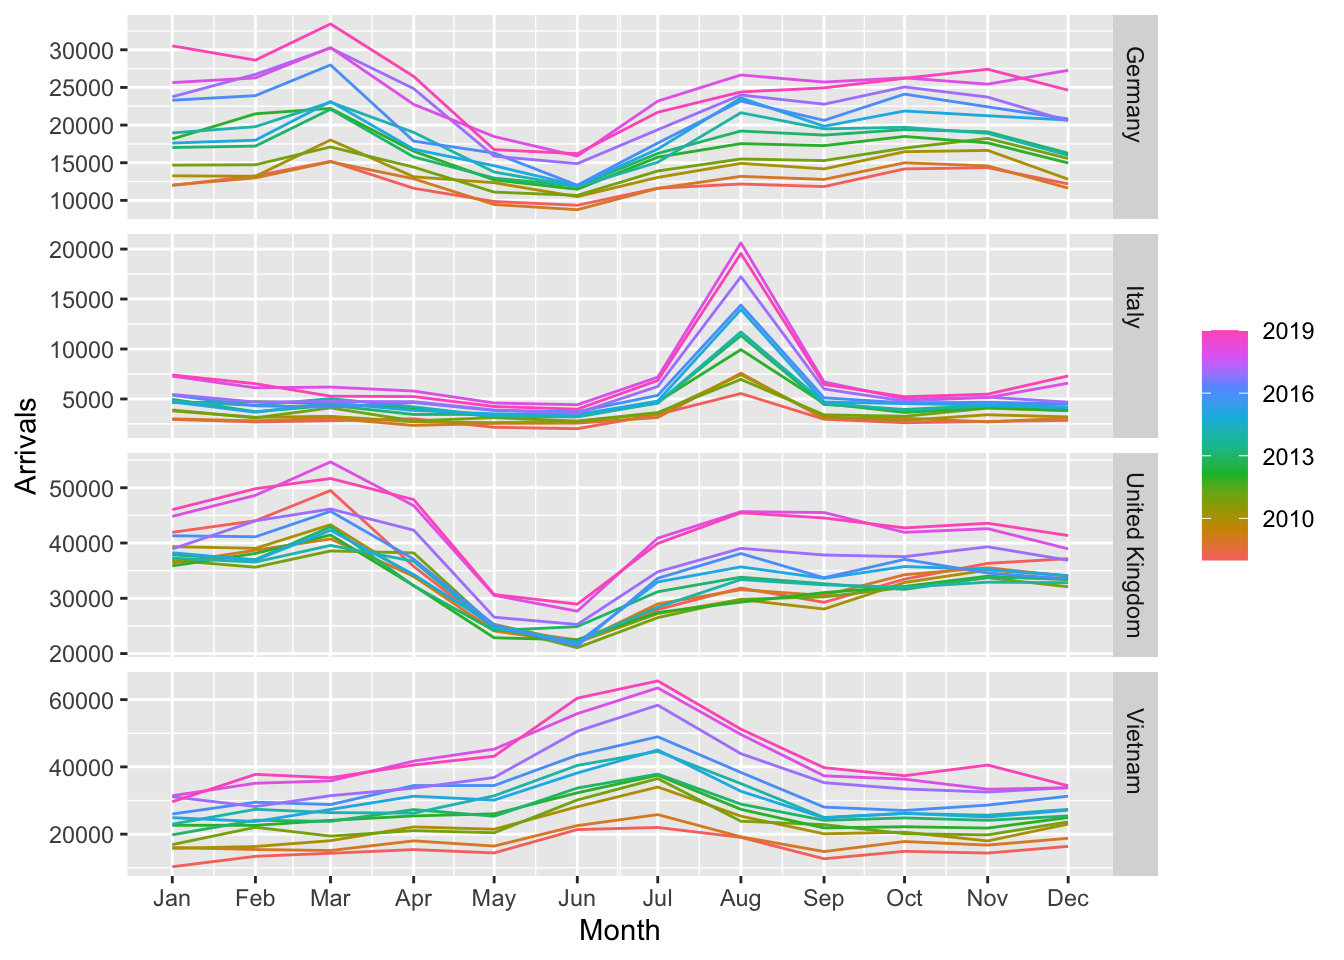 30000
25000
20000
15000
10000
Germany
20000
15000
10000
5000
Italy
50000
40000
30000
20000
United Kingdom
60000
40000
20000
Vietnam
Arrivals
Jan Feb Mar Apr May Jun Jul Aug Sep Oct Nov Dec
Month
2019
2016
2013
2010